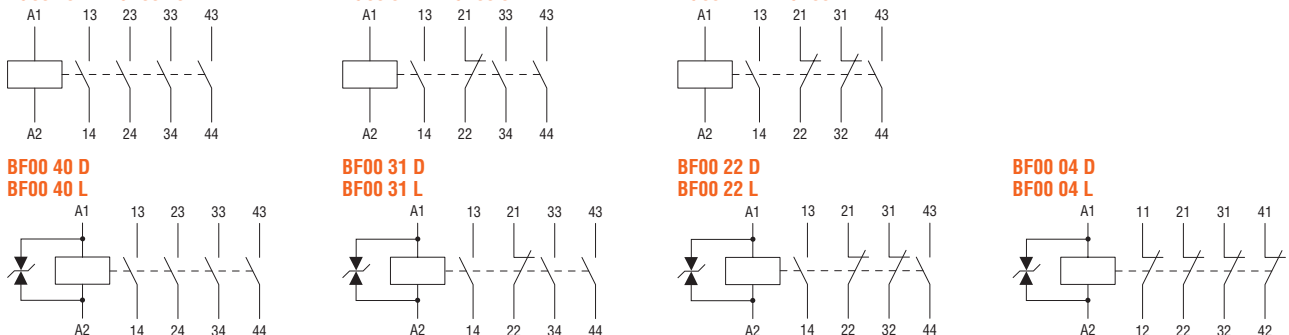 A1 13 23 33 43
A2 14 24 34 44
A1 13 21 33 43
A2 14 22 34 44
A1 13 21 31 43
A2 14 22 32 44
BF00 40 D
BF00 40 L
A1 13 23 33 43
A2 14 24 34 44
BF00 31 D
BF00 31 L
A1 13 21 33 43
A2 14 22 34 44
BF00 22 D
BF00 22 L
A1 13 21 31 43
A2 14 22 32 44
BF00 04 D
BF00 04 L
A1 11 21 31 41
A2 12 22 32 42